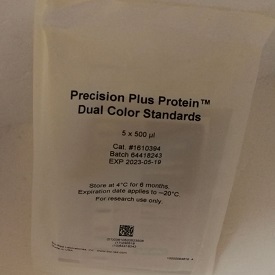 Precision Plus Protein™
Dual Color Standards
5 x 500 µl
Cat. #1610394
Batch 64418243
EXP 2023-05-19
Store at 4°C for 6 months.
Expiration date applies to –20°C.
For research use only.